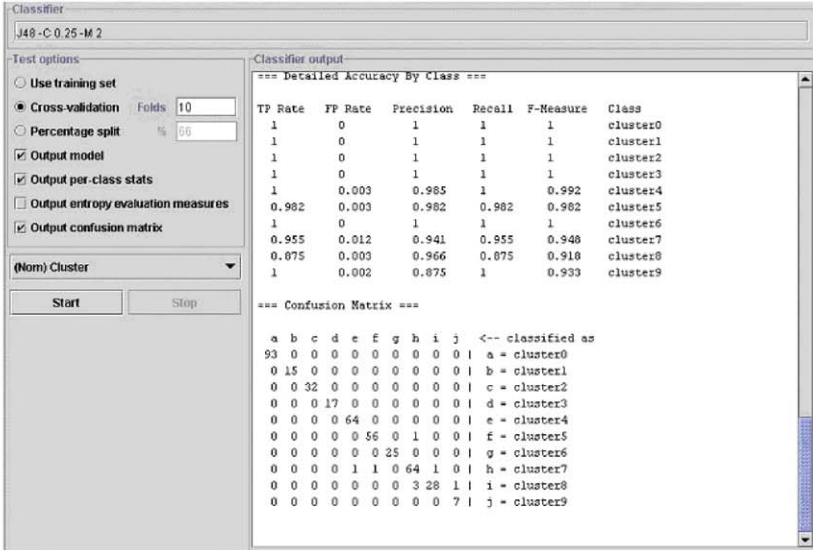 Classifier
J48 -C 0.25 -M 2
Test options
Use training set
Cross-validation Folds 10
Percentage split % 66
Output model
Output per-class stats
Output entropy evaluation measures
Output confusion matrix
(Nom) Cluster
Start Stop
Classifier output
=== Detailed Accuracy By Class ===
TP Rate FP Rate Precision Recall F-Measure Class
1 0 1 1 1 cluster0
1 0 1 1 1 cluster1
1 0 1 1 1 cluster2
1 0 1 1 1 cluster3
1 0.003 0.985 1 0.992 cluster4
0.982 0.003 0.982 0.982 0.982 cluster5
1 0 1 1 1 cluster6
0.955 0.012 0.941 0.955 0.948 cluster7
0.875 0.003 0.966 0.875 0.918 cluster8
1 0.002 0.875 1 0.933 cluster9
=== Confusion Matrix ===
a b c d e f g h i j <-- classified as
93 0 0 0 0 0 0 0 0 0 | a = cluster0
0 15 0 0 0 0 0 0 0 0 | b = cluster1
0 0 32 0 0 0 0 0 0 0 | c = cluster2
0 0 0 17 0 0 0 0 0 0 | d = cluster3
0 0 0 0 64 0 0 0 0 0 | e = cluster4
0 0 0 0 0 56 0 1 0 0 | f = cluster5
0 0 0 0 0 0 25 0 0 0 | g = cluster6
0 0 0 0 1 1 0 64 1 0 | h = cluster7
0 0 0 0 0 0 0 3 28 1 | i = cluster8
0 0 0 0 0 0 0 0 0 7 | j = cluster9